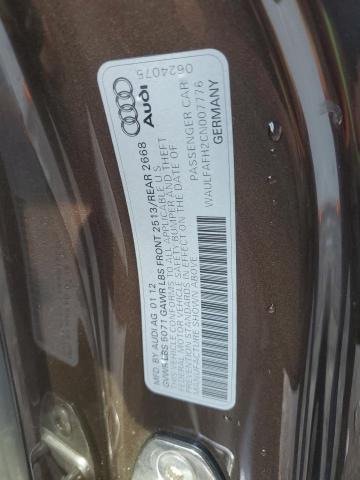 0624075
Audi
MFD. BY AUDI AG 01 12
GVWR LBS 5071 GAWR LBS FRONT 2513/REAR 2668
THIS VEHICLE CONFORMS TO ALL APPLICABLE U S
FEDERAL MOTOR VEHICLE SAFETY BUMPER AND THEFT
PREVENTION STANDARDS IN EFFECT ON THE DATE OF
MANUFACTURE SHOWN ABOVE.
PASSENGER CAR
WAULFAFH2CN007776
GERMANY